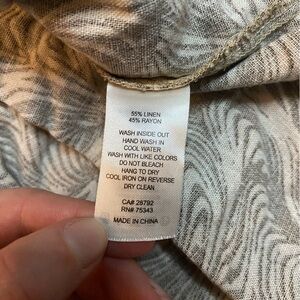 55% LINEN
45% RAYON
WASH INSIDE OUT
HAND WASH IN
COOL WATER
WASH WITH LIKE COLORS
DO NOT BLEACH
HANG TO DRY
COOL IRON ON REVERSE
DRY CLEAN
CA# 28792
RN# 75343
MADE IN CHINA